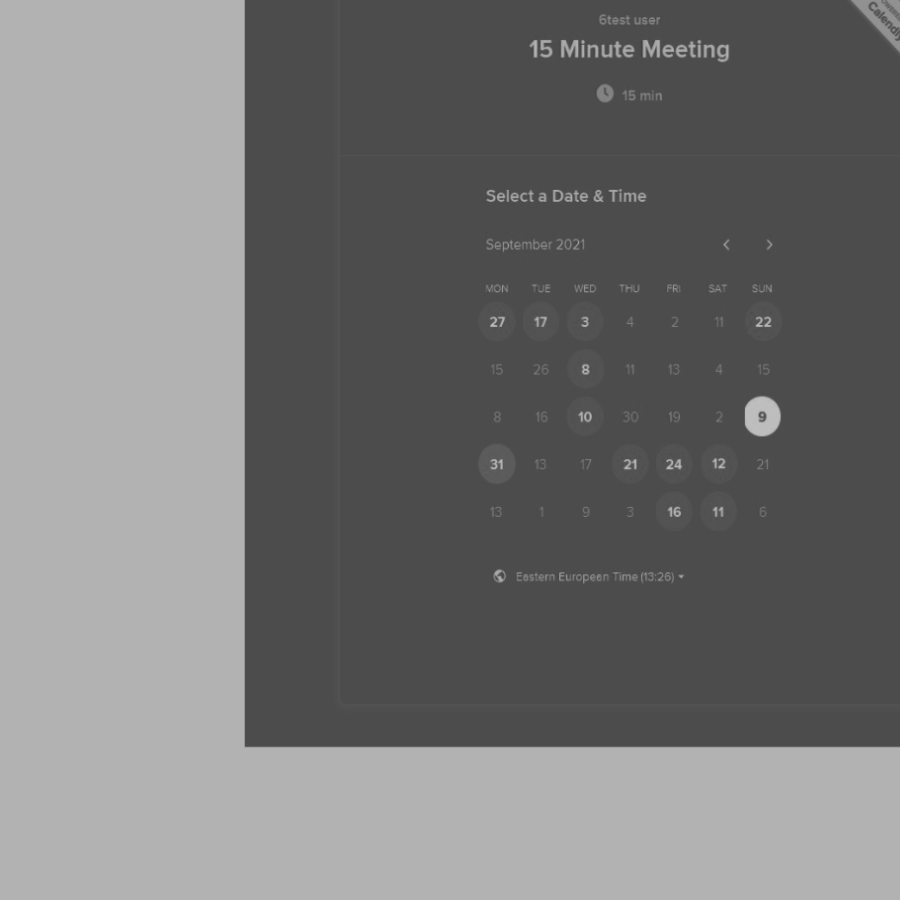 6test user
15 Minute Meeting
15 min
Calendly
Select a Date & Time
September 2021
MON TUE WED THU FRI SAT SUN
27 17 3 4 2 11 22
15 26 8 11 13 4 15
8 16 10 30 19 2 9
31 13 17 21 24 12 21
13 1 9 3 16 11 6
Eastern European Time (13:26)